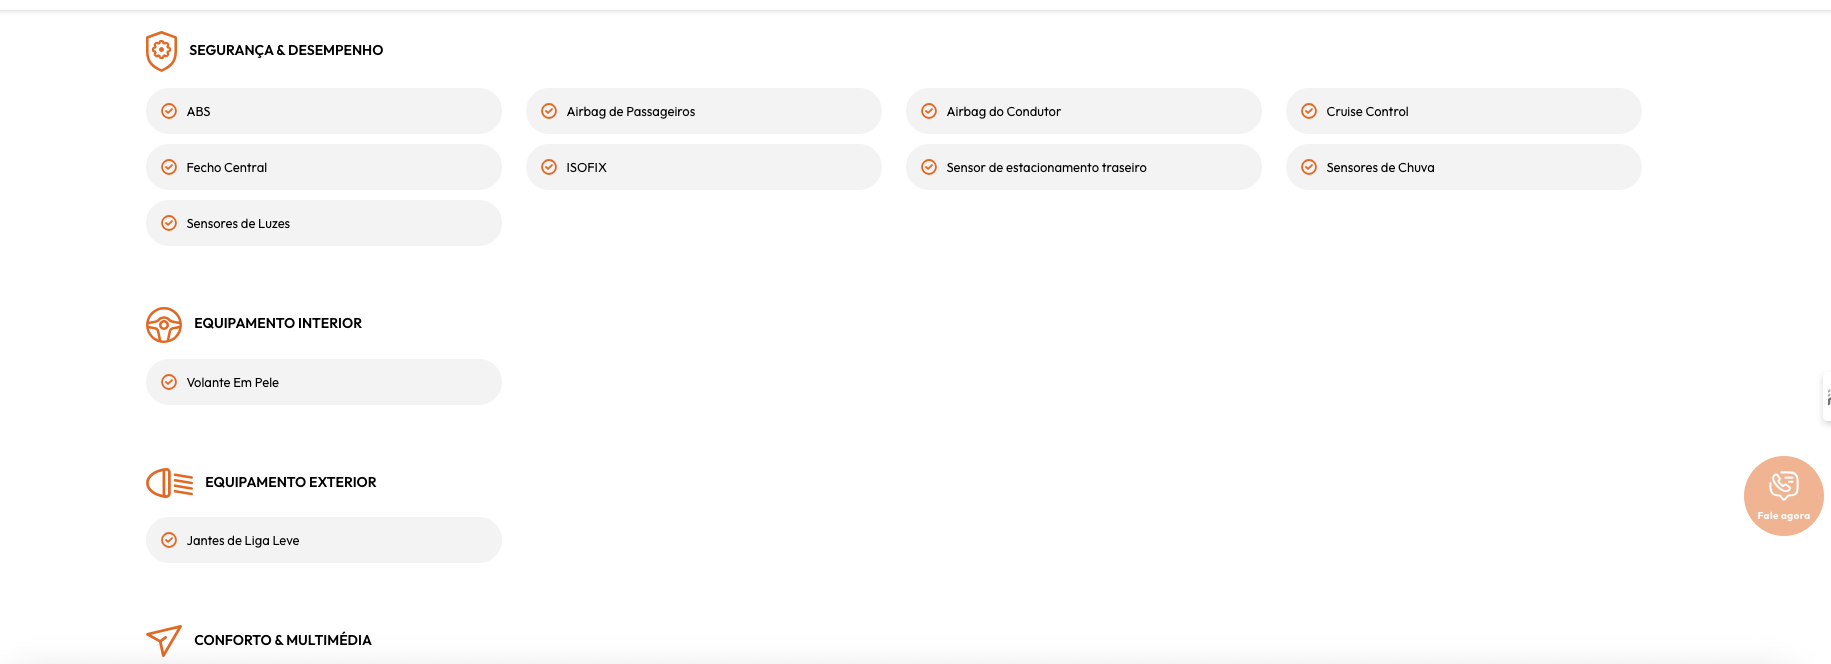 SEGURANÇA & DESEMPENHO
ABS
Airbag de Passageiros
Airbag do Condutor
Cruise Control
Fecho Central
ISOFIX
Sensor de estacionamento traseiro
Sensores de Chuva
Sensores de Luzes
EQUIPAMENTO INTERIOR
Volante Em Pele
EQUIPAMENTO EXTERIOR
Fale agora
Jantes de Liga Leve
CONFORTO & MULTIMÉDIA